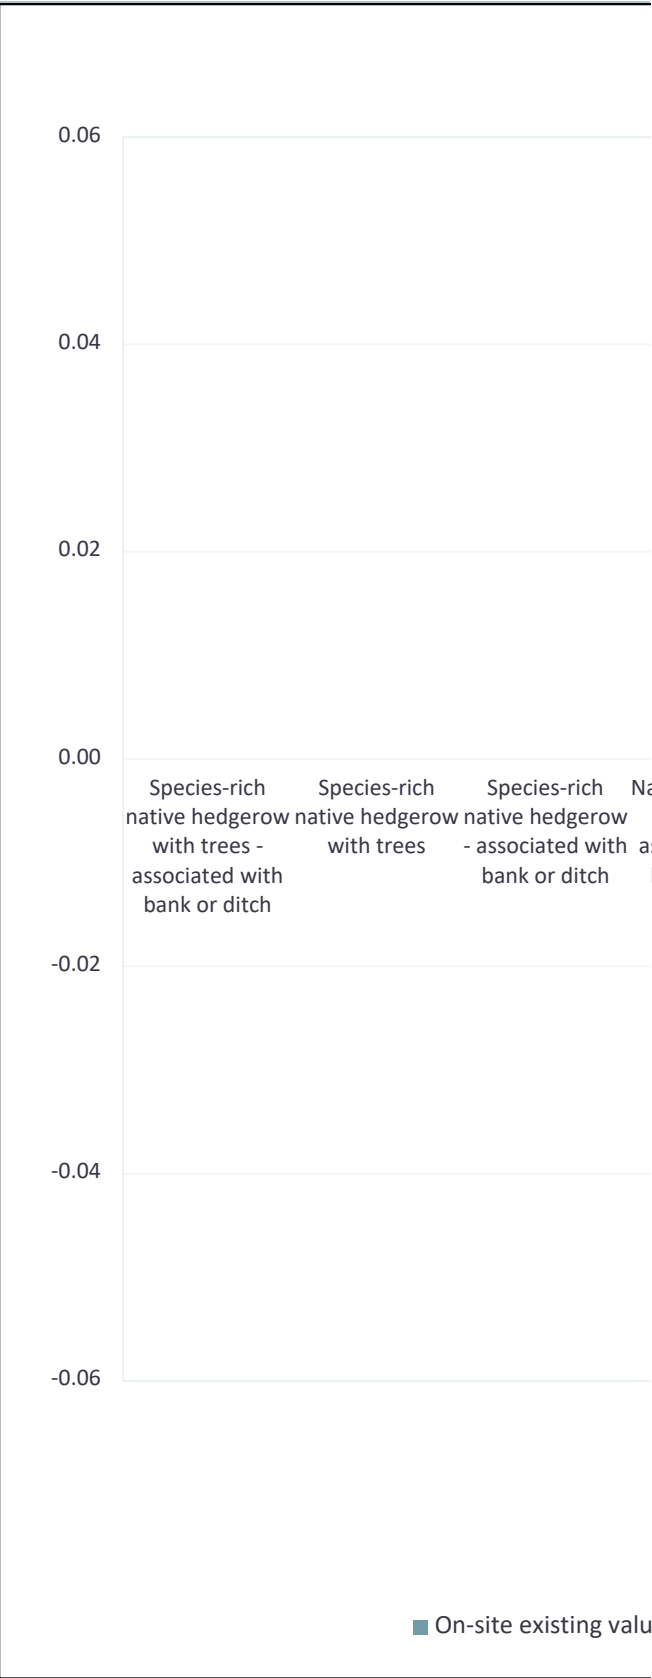 0.06
0.04
0.02
0.00
Species-rich
native hedgerow
with trees -
associated with
bank or ditch
Species-rich
native hedgerow
with trees
Species-rich
native hedgerow
- associated with
bank or ditch
-0.02
-0.04
-0.06
On-site existing